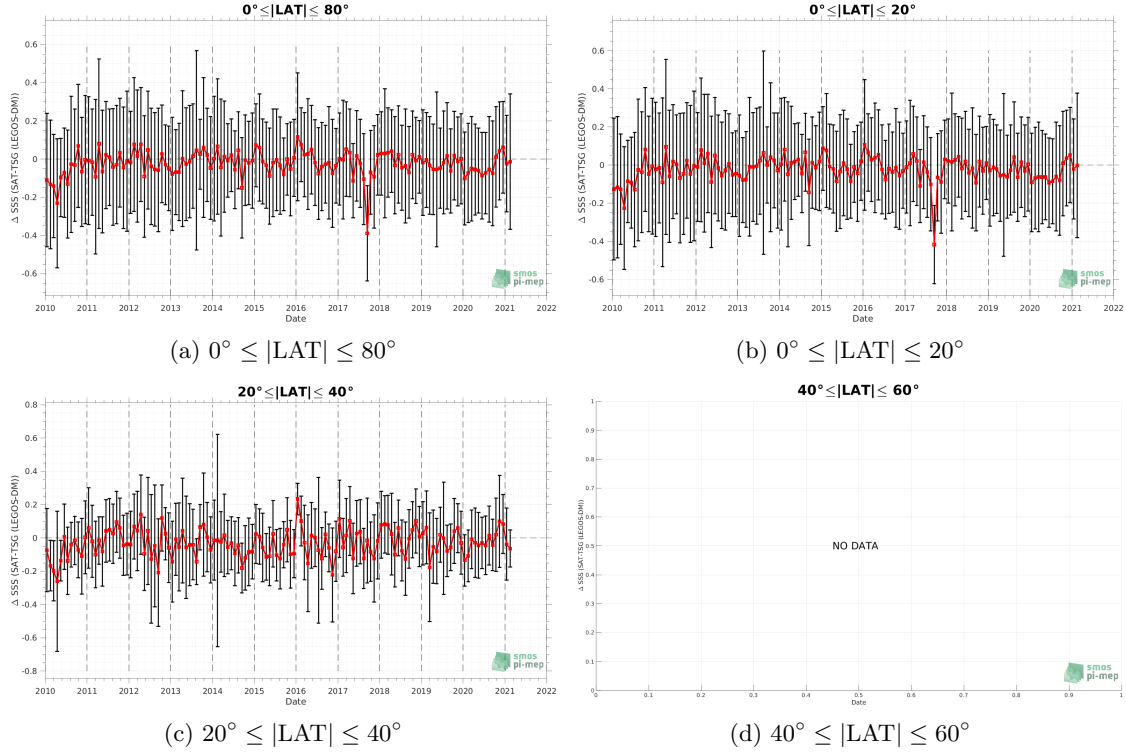 0°≤|LAT|≤ 80°
Δ SSS (SAT-TSG (LEGOS-DM))
0.6
0.4
0.2
0
-0.2
-0.4
-0.6
2010 2011 2012 2013 2014 2015 2016 2017 2018 2019 2020 2021 2022
Date
smos
pi-mep
(a) 0° ≤ |LAT| ≤ 80°
0°≤|LAT|≤ 20°
Δ SSS (SAT-TSG (LEGOS-DM))
0.6
0.4
0.2
0
-0.2
-0.4
-0.6
2010 2011 2012 2013 2014 2015 2016 2017 2018 2019 2020 2021 2022
Date
smos
pi-mep
(b) 0° ≤ |LAT| ≤ 20°
20°≤|LAT|≤ 40°
Δ SSS (SAT-TSG (LEGOS-DM))
0.8
0.6
0.4
0.2
0
-0.2
-0.4
-0.6
-0.8
2010 2011 2012 2013 2014 2015 2016 2017 2018 2019 2020 2021 2022
Date
smos
pi-mep
(c) 20° ≤ |LAT| ≤ 40°
40°≤|LAT|≤ 60°
Δ SSS (SAT-TSG (LEGOS-DM))
1
0.9
0.8
0.7
0.6
0.5
0.4
0.3
0.2
0.1
0
NO DATA
0 0.1 0.2 0.3 0.4 0.5 0.6 0.7 0.8 0.9 1
Date
smos
pi-mep
(d) 40° ≤ |LAT| ≤ 60°